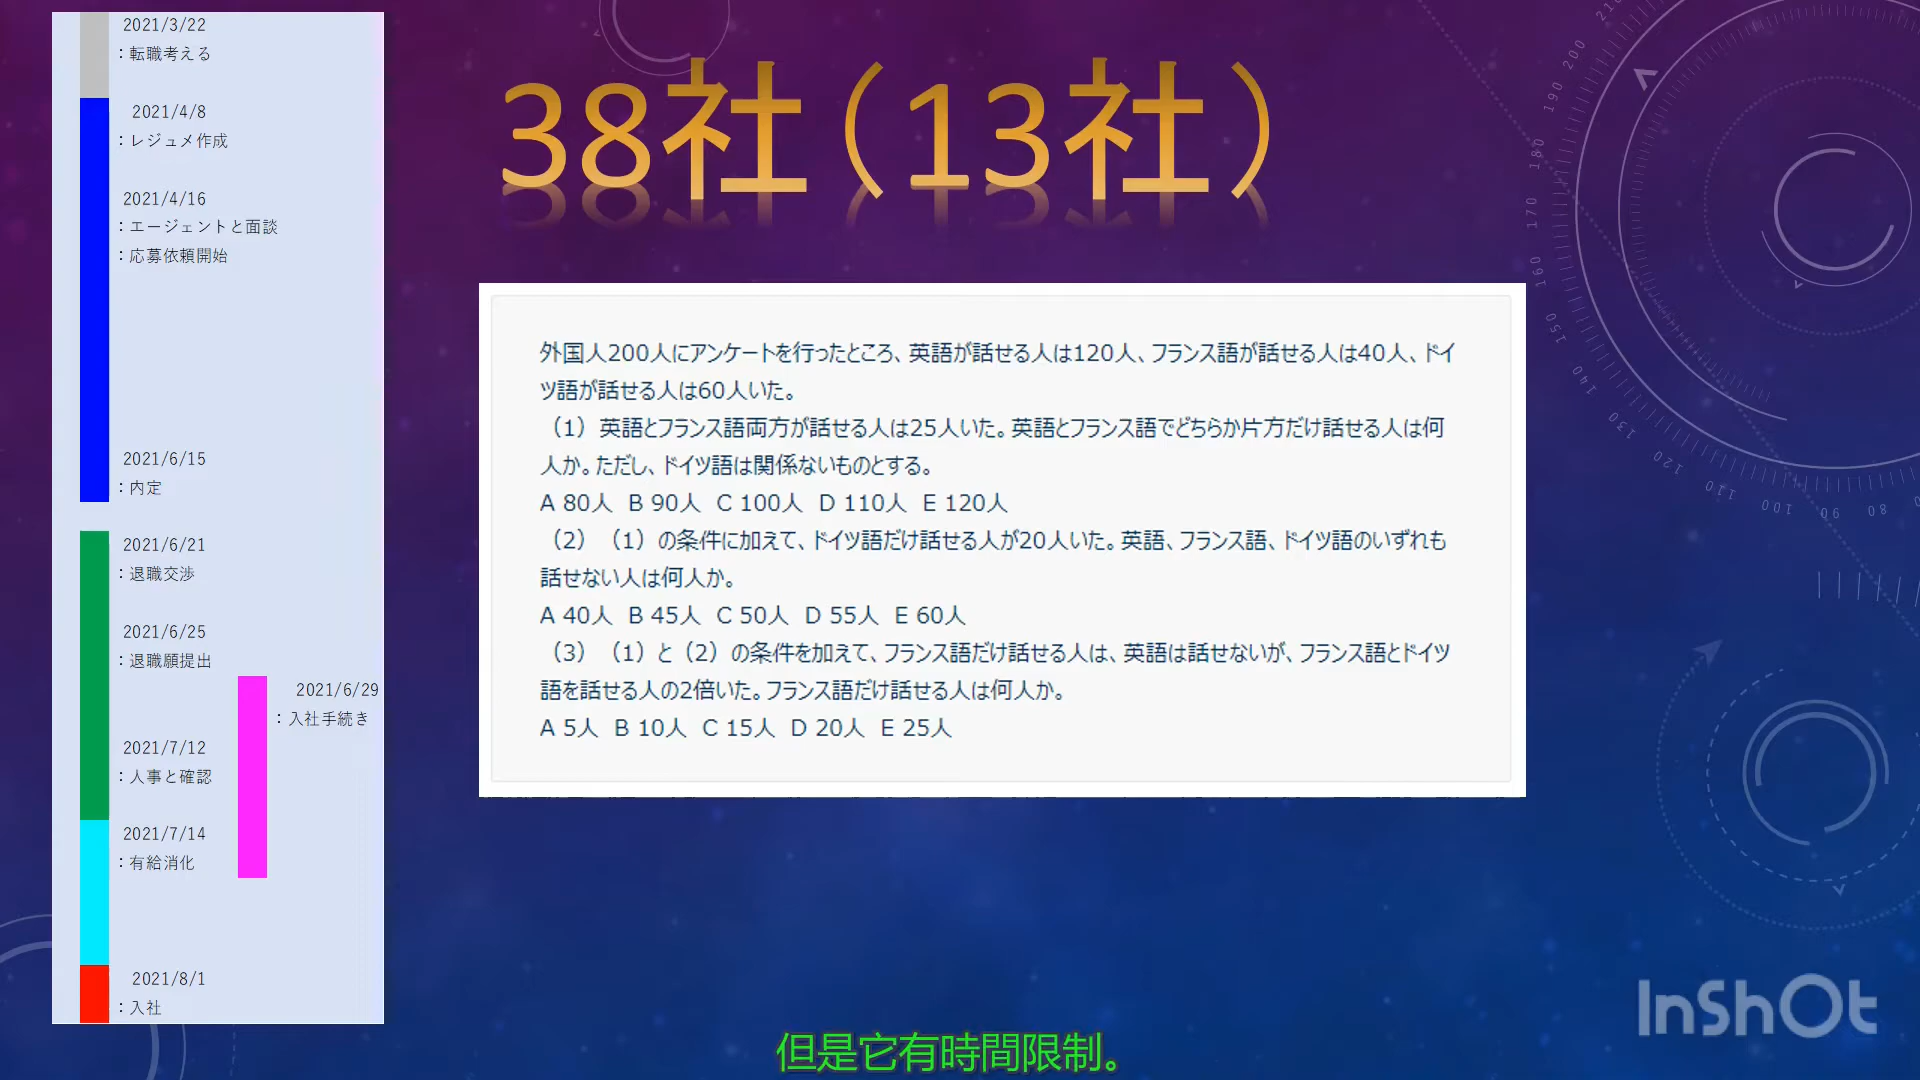 2021/3/22
：転職考える
2021/4/8
：レジュメ作成
2021/4/16
：エージェントと面談
：応募依頼開始
2021/6/15
：内定
2021/6/21
：退職交渉
2021/6/25
：退職願提出
2021/6/29
：入社手続き
2021/7/12
：人事と確認
2021/7/14
：有給消化
2021/8/1
：入社
38社（13社）
外国人200人にアンケートを行ったところ、英語が話せる人は120人、フランス語が話せる人は40人、ドイ
ツ語が話せる人は60人いた。
（1）英語とフランス語両方が話せる人は25人いた。英語とフランス語でどちらか片方だけ話せる人は何
人か。ただし、ドイツ語は関係ないものとする。
A 80人 B 90人 C 100人 D 110人 E 120人
（2）（1）の条件に加えて、ドイツ語だけ話せる人が20人いた。英語、フランス語、ドイツ語のいずれも
話せない人は何人か。
A 40人 B 45人 C 50人 D 55人 E 60人
（3）（1）と（2）の条件を加えて、フランス語だけ話せる人は、英語は話せないが、フランス語とドイツ
語を話せる人の2倍いた。フランス語だけ話せる人は何人か。
A 5人 B 10人 C 15人 D 20人 E 25人
210
200
190
180
170
160
150
140
130
120
110
100
90
80
InShOt
但是它有時間限制。